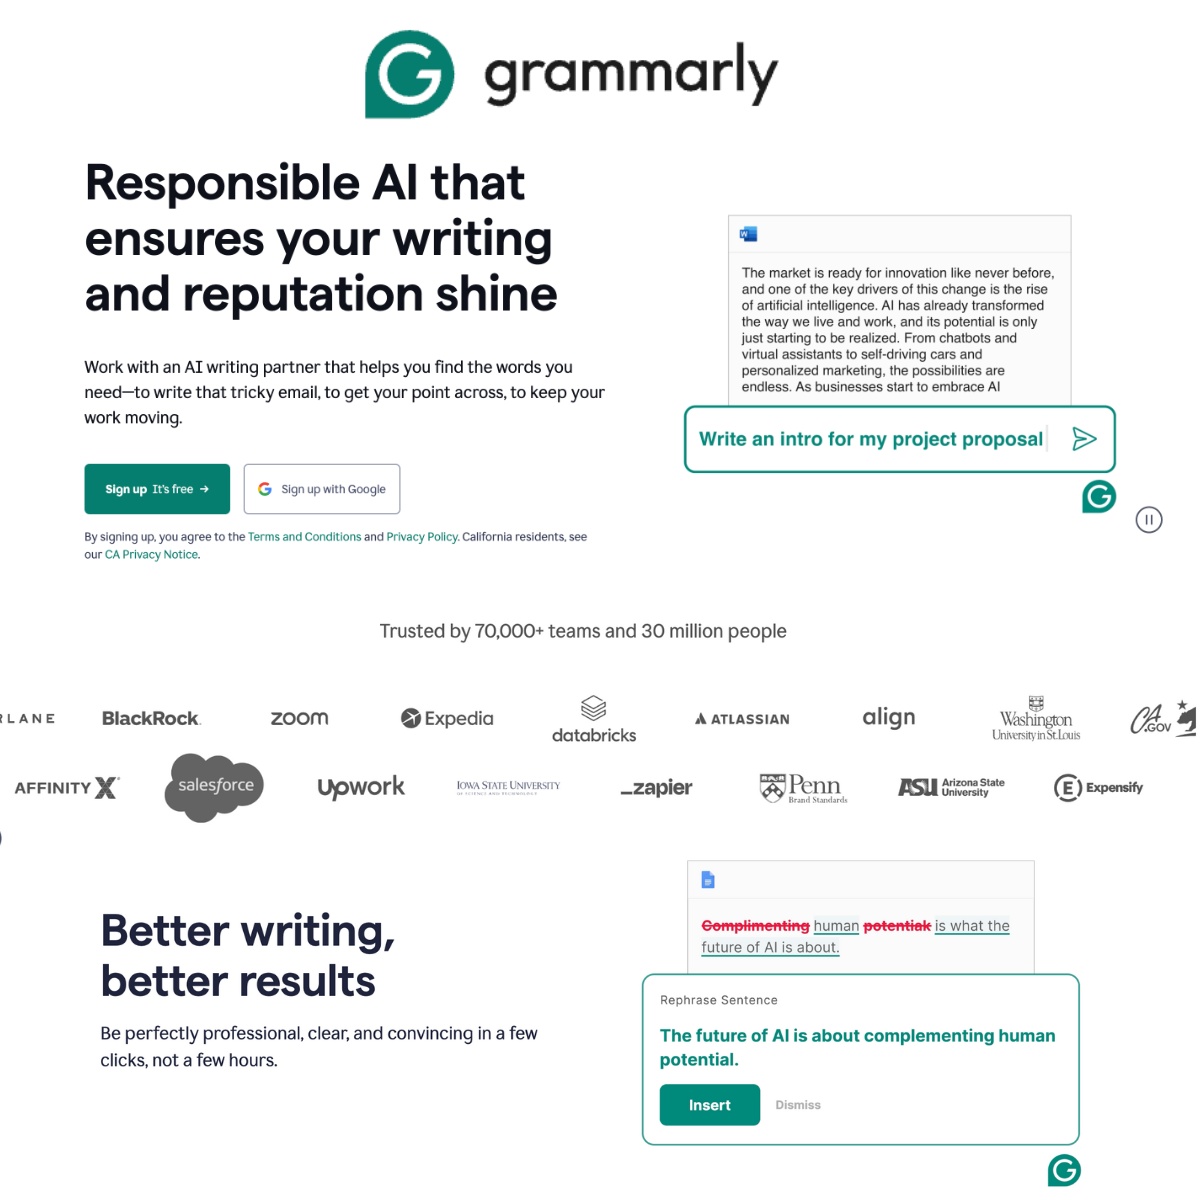 grammarly
Responsible AI that
ensures your writing
and reputation shine
Work with an AI writing partner that helps you find the words you
need—to write that tricky email, to get your point across, to keep your
work moving.
Sign up It's free →
Sign up with Google
By signing up, you agree to the Terms and Conditions and Privacy Policy. California residents, see
our CA Privacy Notice.
The market is ready for innovation like never before,
and one of the key drivers of this change is the rise
of artificial intelligence. AI has already transformed
the way we live and work, and its potential is only
just starting to be realized. From chatbots and
virtual assistants to self-driving cars and
personalized marketing, the possibilities are
endless. As businesses start to embrace AI
Write an intro for my project proposal
Trusted by 70,000+ teams and 30 million people
RLANE
BlackRock.
zoom
Expedia
databricks
ATLASSIAN
align
Washington
University in St. Louis
CA.GOV
AFFINITY X
salesforce
Upwork
IOWA STATE UNIVERSITY
OF SCIENCE AND TECHNOLOGY
_zapier
Penn
Brand Standards
ASU Arizona State
University
Expensify
Better writing,
better results
Be perfectly professional, clear, and convincing in a few
clicks, not a few hours.
Complimenting human potentiak is what the
future of AI is about.
Rephrase Sentence
The future of AI is about complementing human
potential.
Insert
Dismiss